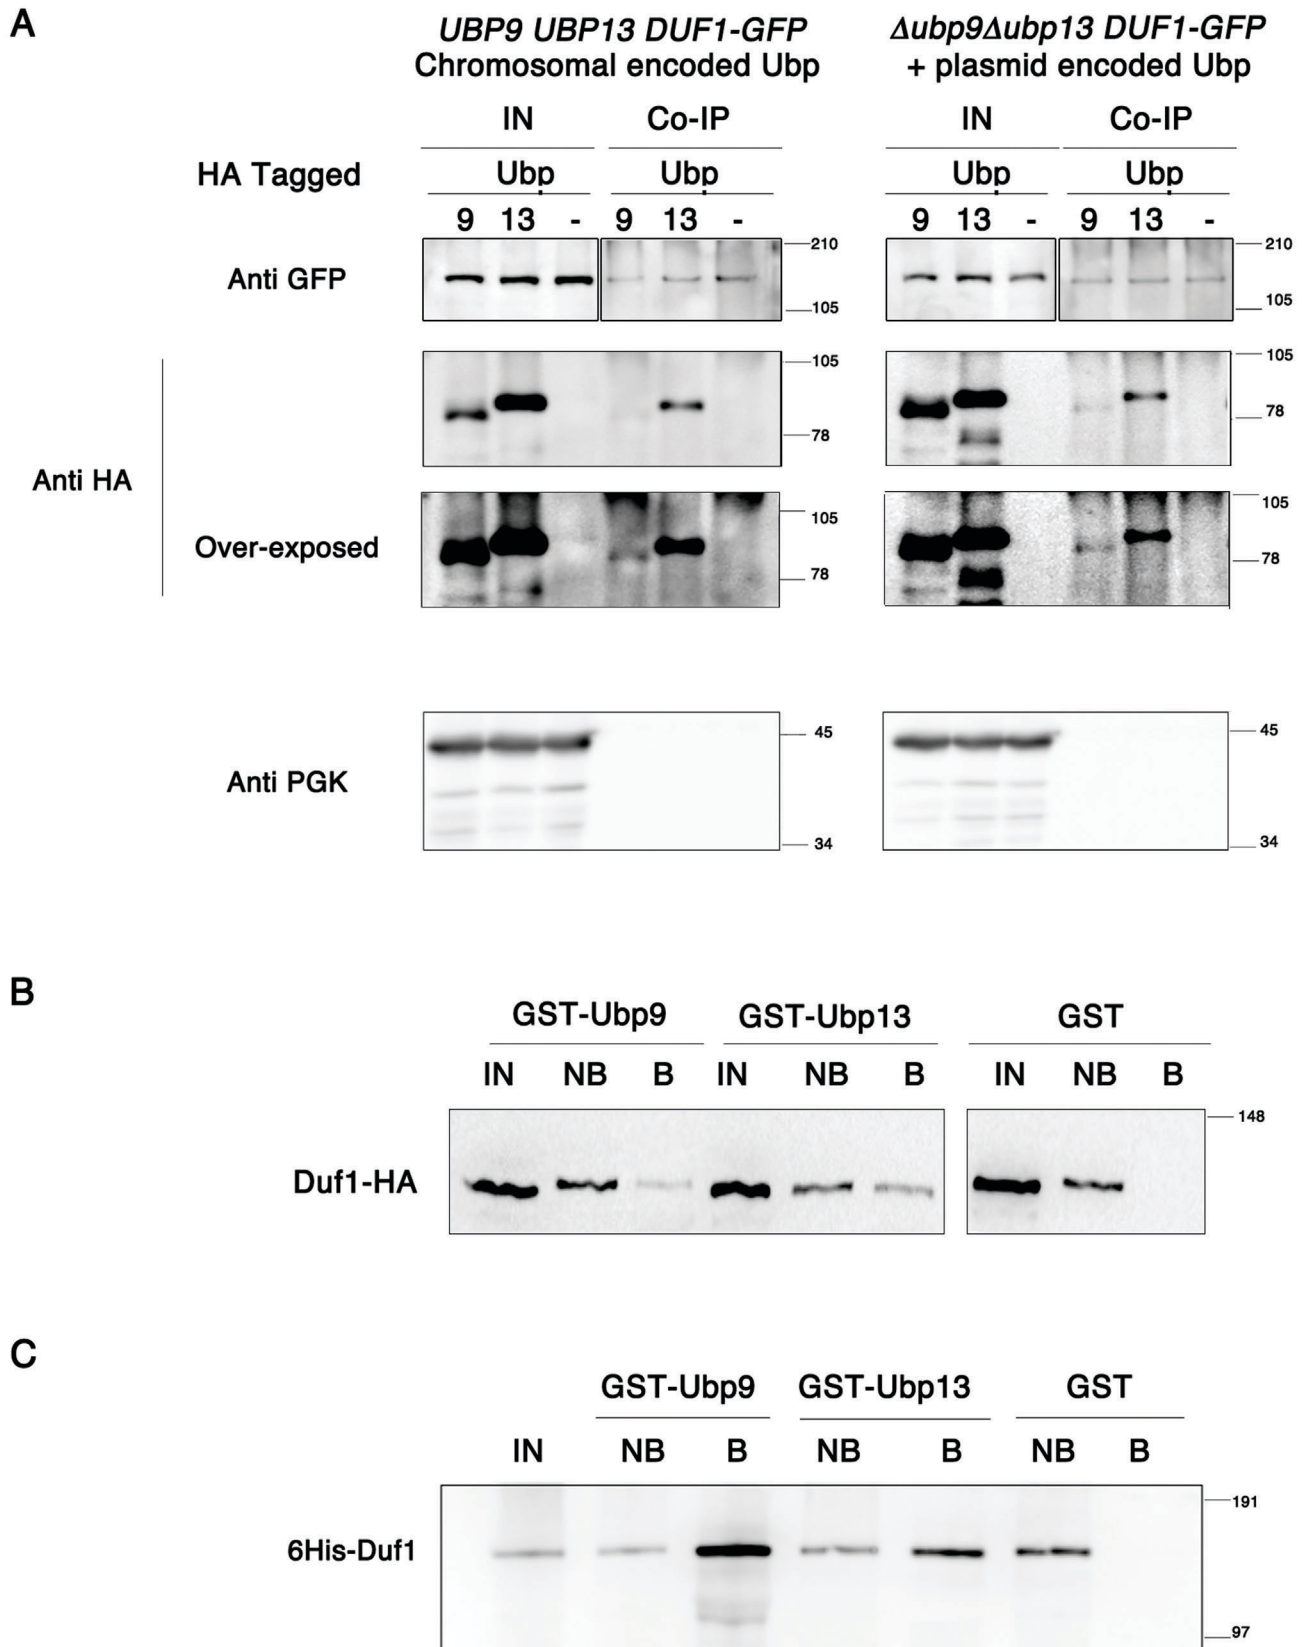 A
UBP9 UBP13 DUF1-GFP
Chromosomal encoded Ubp
Δubp9Δubp13 DUF1-GFP
+ plasmid encoded Ubp
IN Co-IP IN Co-IP
HA Tagged Ubp Ubp Ubp Ubp
9 13 - 9 13 - 9 13 - 9 13 -
Anti GFP
210
105
210
105
Anti HA
105
78
105
78
Over-exposed
105
78
105
78
Anti PGK
45
34
45
34
B
GST-Ubp9 GST-Ubp13 GST
IN NB B IN NB B IN NB B
148
Duf1-HA
C
GST-Ubp9 GST-Ubp13 GST
IN NB B NB B NB B
191
6His-Duf1
97